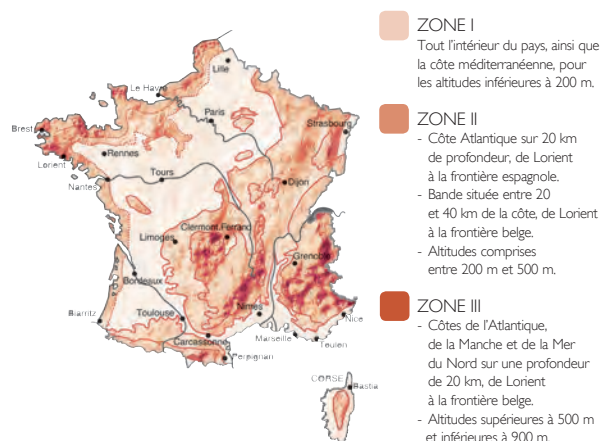 Lille
Le Havre
Paris
Strasbourg
Brest
Rennes
Lorient
Tours
Nantes
Dijon
Clermont-Ferrand
Limoges
Grenoble
Bordeaux
Biarritz
Toulouse
Nimes
Nice
Carcassonne
Marseille
Toulon
Perpignan
CORSE
Bastia
ZONE I
Tout l'intérieur du pays, ainsi que
la côte méditerranéenne, pour
les altitudes inférieures à 200 m.
ZONE II
- Côte Atlantique sur 20 km
de profondeur, de Lorient
à la frontière espagnole.
- Bande située entre 20
et 40 km de la côte, de Lorient
à la frontière belge.
- Altitudes comprises
entre 200 m et 500 m.
ZONE III
- Côtes de l'Atlantique,
de la Manche et de la Mer
du Nord sur une profondeur
de 20 km, de Lorient
à la frontière belge.
- Altitudes supérieures à 500 m
et inférieures à 900 m.